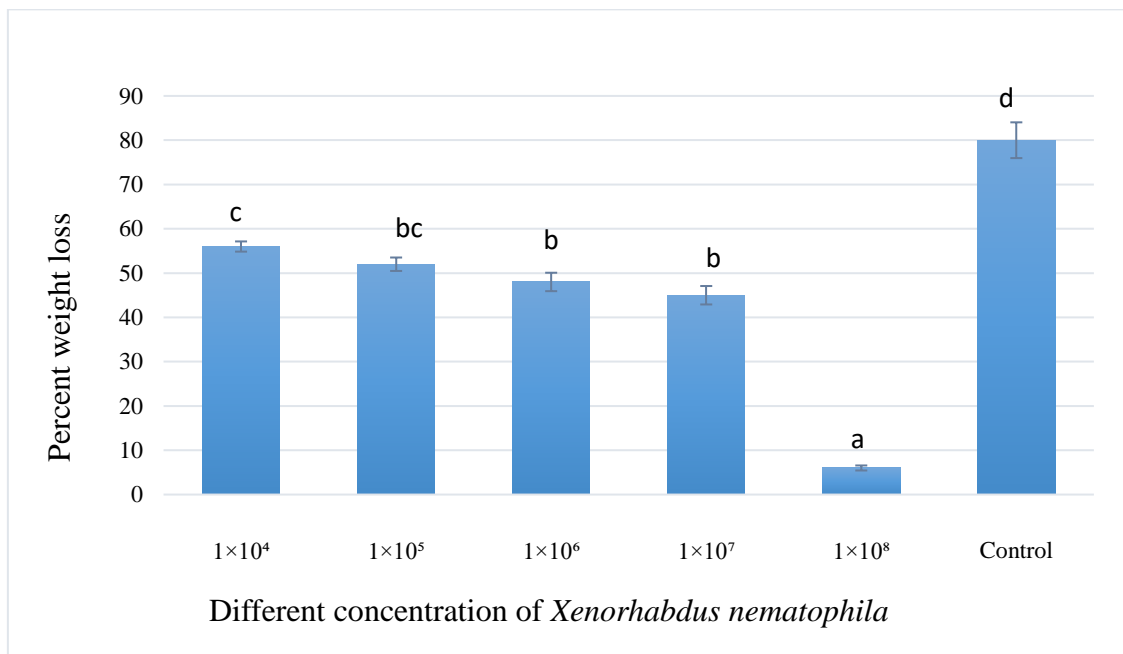 Percent weight loss
90
80
70
60
50
40
30
20
10
0
c
bc
b
b
a
d
1×10⁴ 1×10⁵ 1×10⁶ 1×10⁷ 1×10⁸ Control
Different concentration of Xenorhabdus nematophila